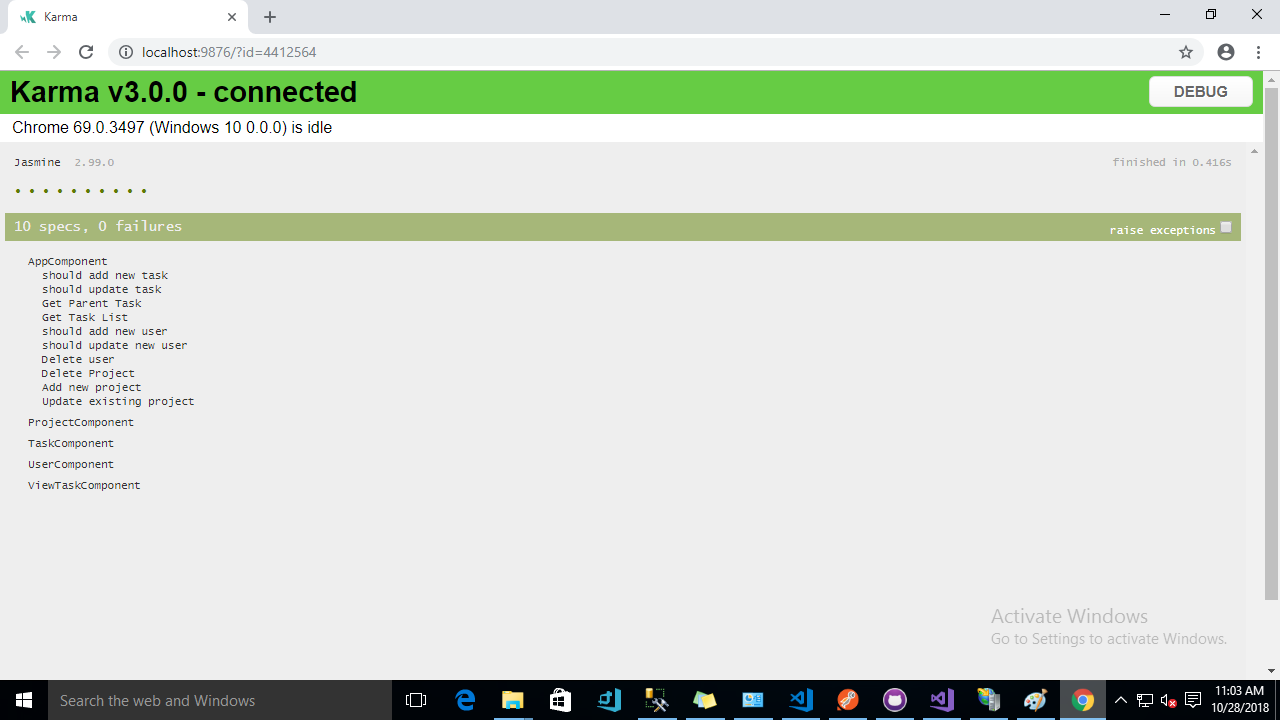 Karma
localhost:9876/?id=4412564
Karma v3.0.0 - connected
DEBUG
Chrome 69.0.3497 (Windows 10 0.0.0) is idle
Jasmine 2.99.0
finished in 0.416s
10 specs, 0 failures
raise exceptions
AppComponent
should add new task
should update task
Get Parent Task
Get Task List
should add new user
should update new user
Delete user
Delete Project
Add new project
Update existing project
ProjectComponent
TaskComponent
UserComponent
ViewTaskComponent
Activate Windows
Go to Settings to activate Windows.
Search the web and Windows
11:03 AM
10/28/2018